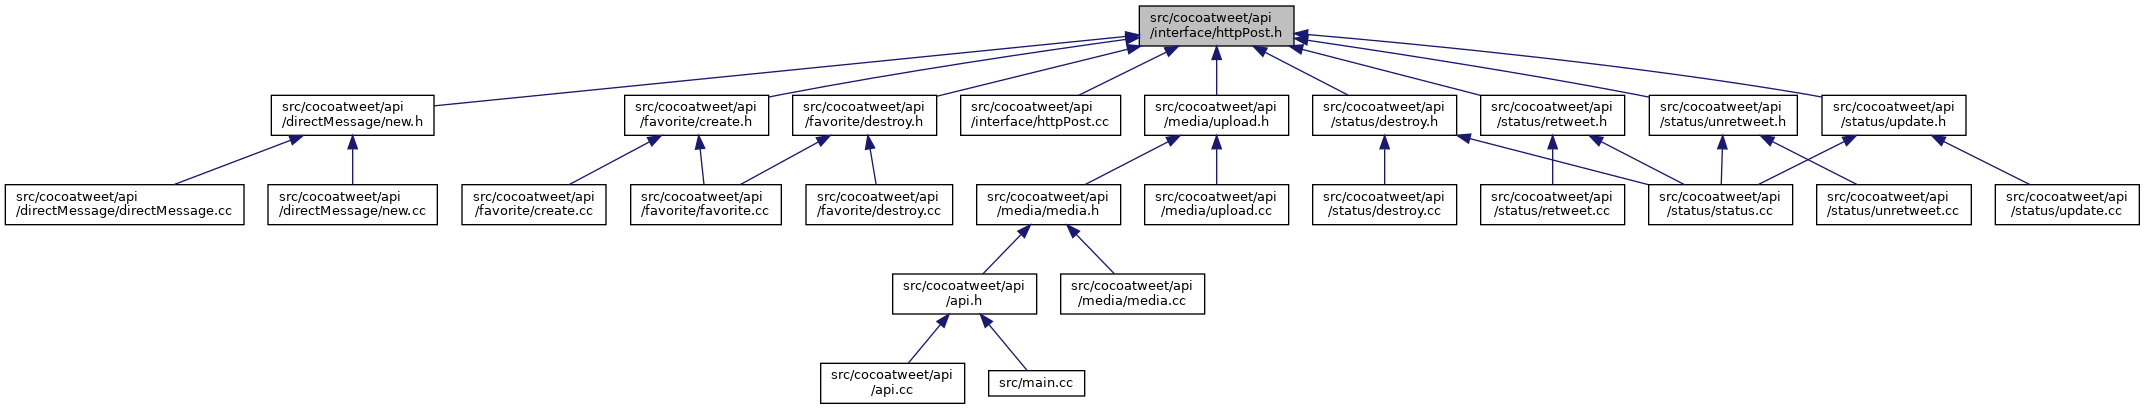 src/cocoatweet/api
/interface/httpPost.h
src/cocoatweet/api
/directMessage/new.h
src/cocoatweet/api
/favorite/create.h
src/cocoatweet/api
/favorite/destroy.h
src/cocoatweet/api
/interface/httpPost.cc
src/cocoatweet/api
/media/upload.h
src/cocoatweet/api
/status/destroy.h
src/cocoatweet/api
/status/retweet.h
src/cocoatweet/api
/status/unretweet.h
src/cocoatweet/api
/status/update.h
src/cocoatweet/api
/directMessage/directMessage.cc
src/cocoatweet/api
/directMessage/new.cc
src/cocoatweet/api
/favorite/create.cc
src/cocoatweet/api
/favorite/favorite.cc
src/cocoatweet/api
/favorite/destroy.cc
src/cocoatweet/api
/media/media.h
src/cocoatweet/api
/media/upload.cc
src/cocoatweet/api
/status/destroy.cc
src/cocoatweet/api
/status/retweet.cc
src/cocoatweet/api
/status/status.cc
src/cocoatweet/api
/status/unretweet.cc
src/cocoatweet/api
/status/update.cc
src/cocoatweet/api
/api.h
src/cocoatweet/api
/media/media.cc
src/cocoatweet/api
/api.cc
src/main.cc